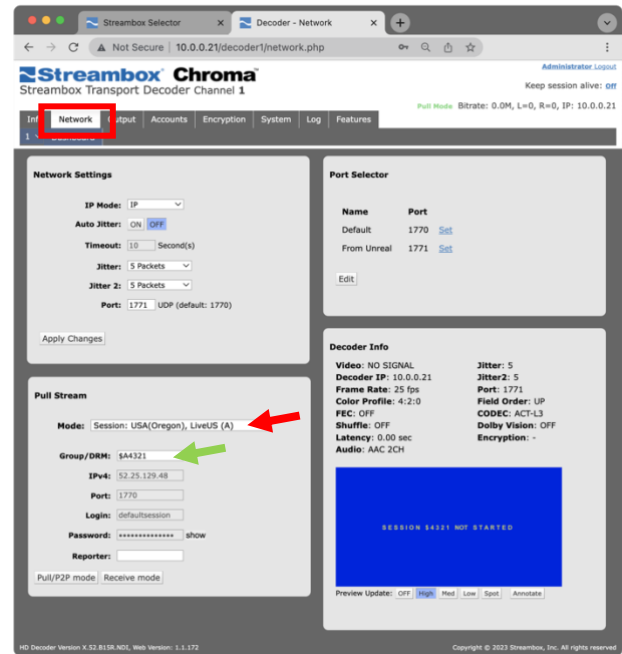 Streambox Selector
Decoder - Network
Not Secure | 10.0.0.21/decoder1/network.php
Administrator Logout
Streambox® Chroma™
Streambox Transport Decoder Channel 1
Keep session alive: off
Pull Mode Bitrate: 0.0M, L=0, R=0, IP: 10.0.0.21
Network Output Accounts Encryption System Log Features
1
Network Settings
IP Mode: IP
Auto Jitter: ON OFF
Timeout: 10 Second(s)
Jitter: 5 Packets
Jitter 2: 5 Packets
Port: 1771 UDP (default: 1770)
Apply Changes
Port Selector
Name Port
Default 1770 Set
From Unreal 1771 Set
Edit
Pull Stream
Mode: Session: USA(Oregon), LiveUS (A)
Group/DRM: $A4321
IPv4: 52.25.129.48
Port: 1770
Login: defaultsession
Password: •••••••••••••• show
Reporter:
Pull/P2P mode Receive mode
Decoder Info
Video: NO SIGNAL
Decoder IP: 10.0.0.21
Frame Rate: 25 fps
Color Profile: 4:2:0
FEC: OFF
Shuffle: OFF
Latency: 0.00 sec
Audio: AAC 2CH
Jitter: 5
Jitter2: 5
Port: 1771
Field Order: UP
CODEC: ACT-L3
Dolby Vision: OFF
Encryption: -
SESSION $4321 NOT STARTED
Preview Update: OFF High Med Low Spot Annotate
HD Decoder Version X.52.B15R.NDI, Web Version: 1.1.172
Copyright © 2023 Streambox, Inc. All rights reserved